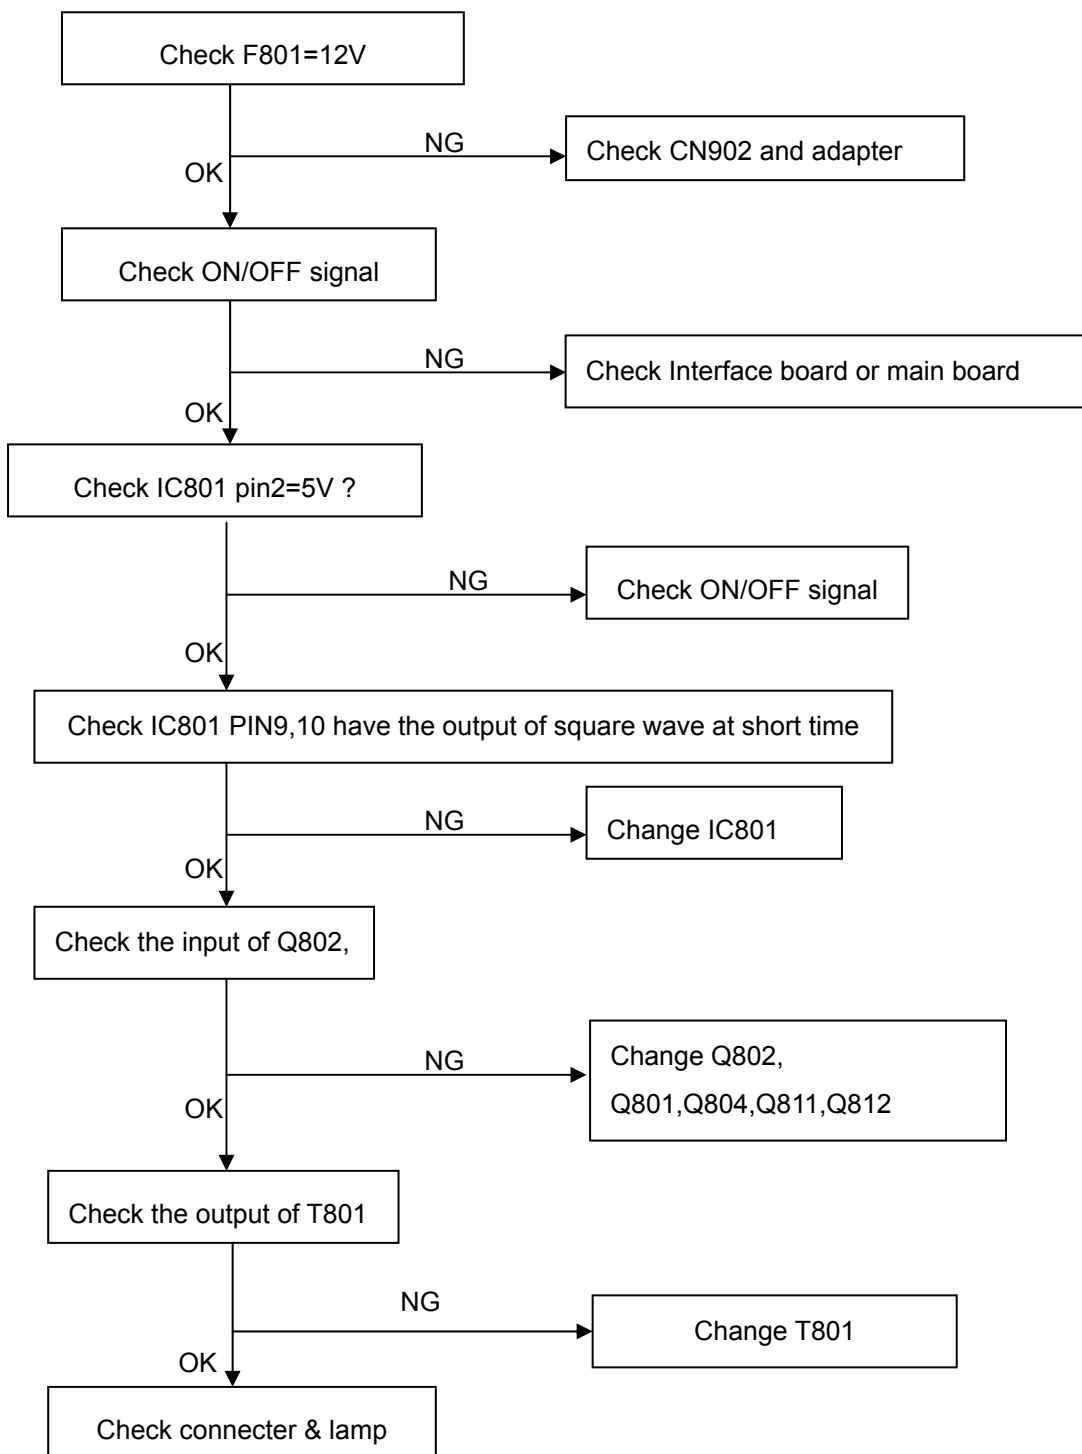 Check F801=12V
NG
Check CN902 and adapter
OK
Check ON/OFF signal
NG
Check Interface board or main board
OK
Check IC801 pin2=5V ?
NG
Check ON/OFF signal
OK
Check IC801 PIN9,10 have the output of square wave at short time
NG
Change IC801
OK
Check the input of Q802,
NG
Change Q802,
Q801,Q804,Q811,Q812
OK
Check the output of T801
NG
Change T801
OK
Check connecter & lamp